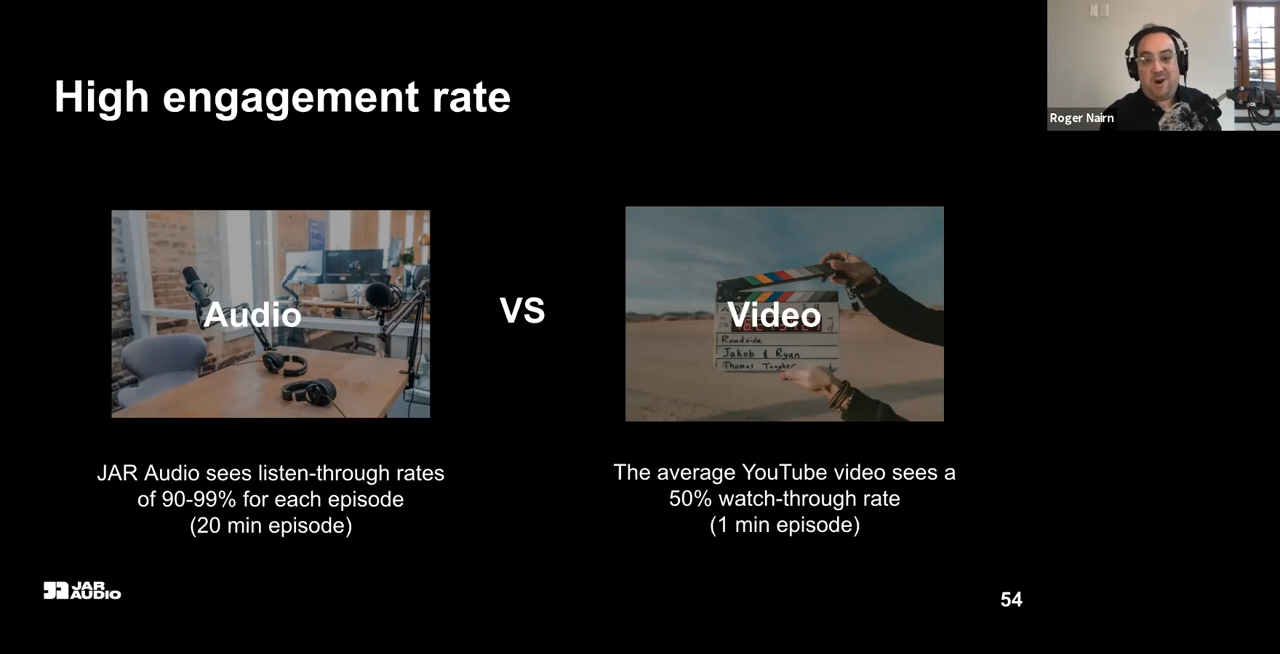 High engagement rate
Roger Nairn
Audio
VS
Video
Roadside
Jakob & Ryan
Thomas
JAR Audio sees listen-through rates
of 90-99% for each episode
(20 min episode)
The average YouTube video sees a
50% watch-through rate
(1 min episode)
JAR
AUDIO
54